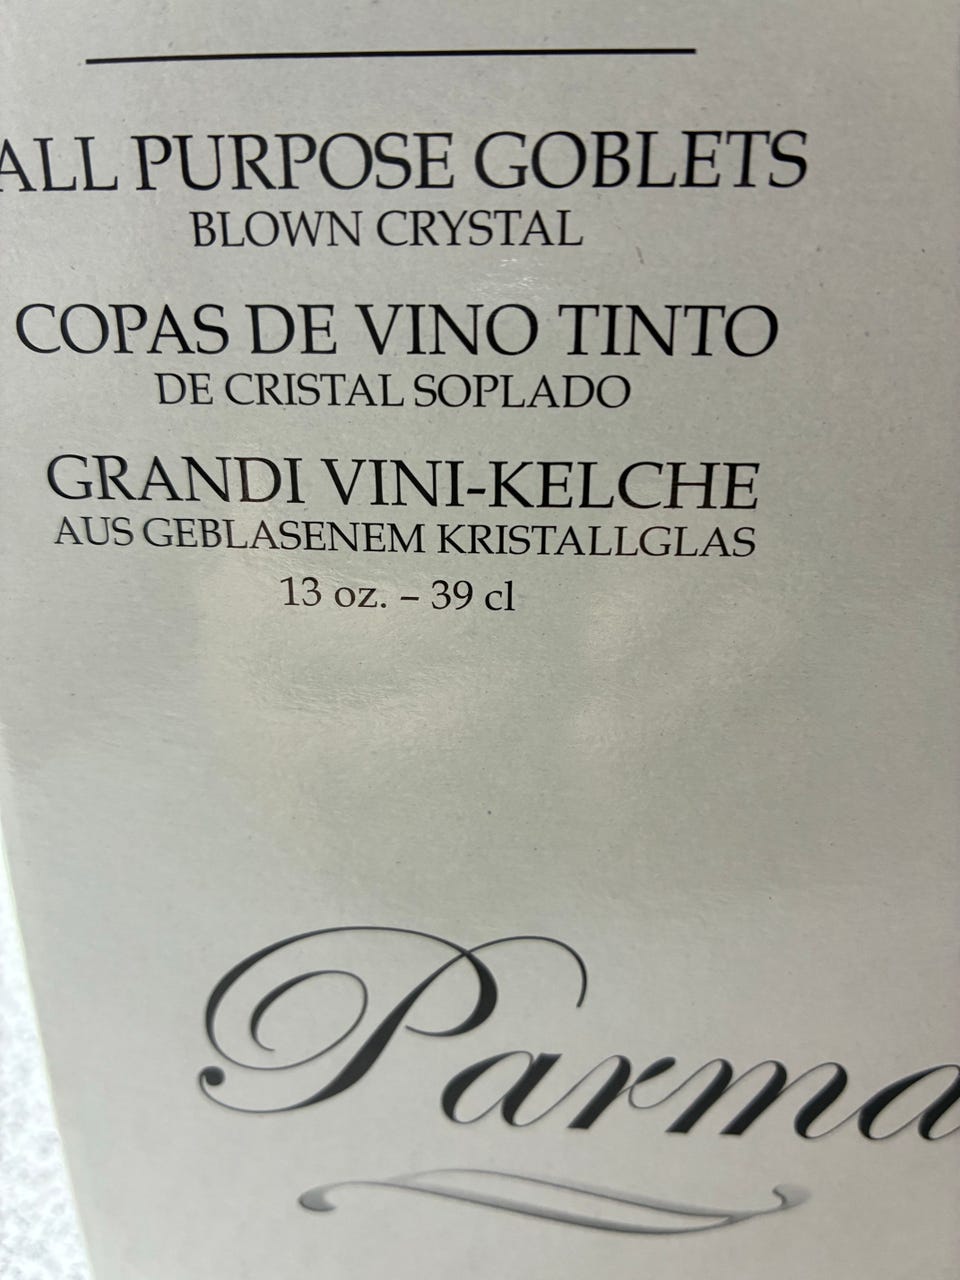 ALL PURPOSE GOBLETS
BLOWN CRYSTAL
COPAS DE VINO TINTO
DE CRISTAL SOPLADO
GRANDI VINI-KELCHE
AUS GEBLASENEM KRISTALLGLAS
13 oz. – 39 cl
Parma